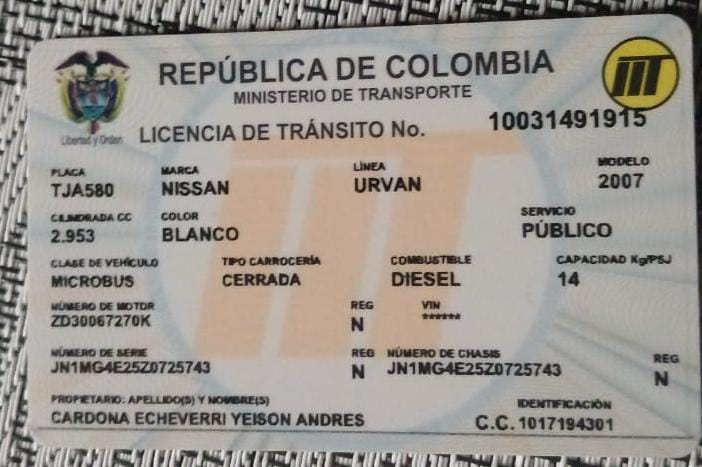 REPÚBLICA DE COLOMBIA
MINISTERIO DE TRANSPORTE
Libertad y Orden
LICENCIA DE TRÁNSITO No. 10031491915
PLACA MARCA LÍNEA MODELO
TJA580 NISSAN URVAN 2007
CILINDRADA CC COLOR SERVICIO
2.953 BLANCO PÚBLICO
CLASE DE VEHÍCULO TIPO CARROCERÍA COMBUSTIBLE CAPACIDAD Kg/PSJ
MICROBUS CERRADA DIESEL 14
NÚMERO DE MOTOR REG VIN
ZD30067270K N ******
NÚMERO DE SERIE REG NÚMERO DE CHASIS REG
JN1MG4E25Z0725743 N JN1MG4E25Z0725743 N
PROPIETARIO: APELLIDO(S) Y NOMBRE(S) IDENTIFICACIÓN
CARDONA ECHEVERRI YEISON ANDRES C.C. 1017194301